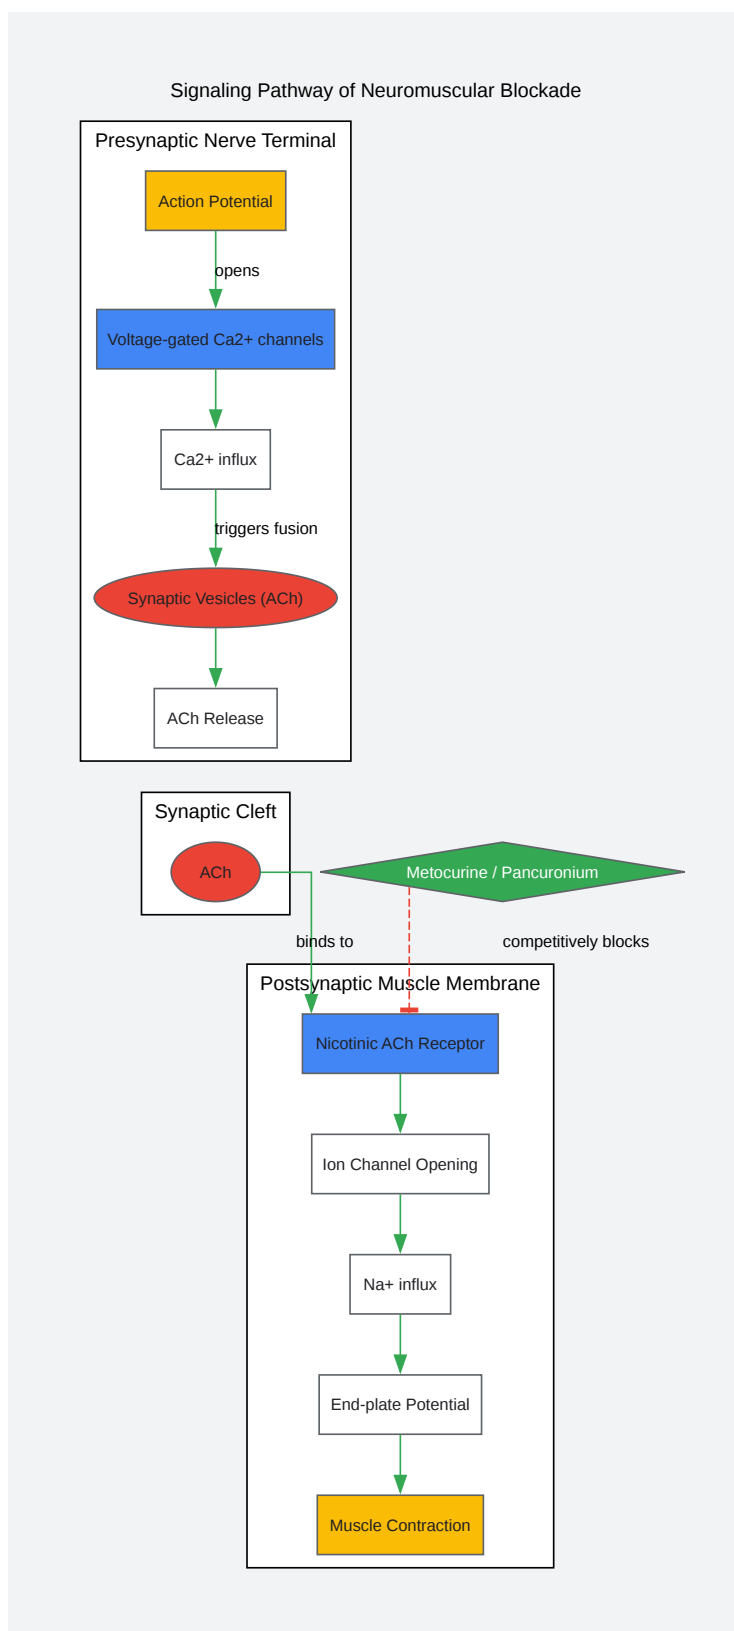 Signaling Pathway of Neuromuscular Blockade
Presynaptic Nerve Terminal
Action Potential
opens
Voltage-gated Ca2+ channels
Ca2+ influx
triggers fusion
Synaptic Vesicles (ACh)
ACh Release
Synaptic Cleft
ACh
Metocurine / Pancuronium
binds to
competitively blocks
Postsynaptic Muscle Membrane
Nicotinic ACh Receptor
Ion Channel Opening
Na+ influx
End-plate Potential
Muscle Contraction